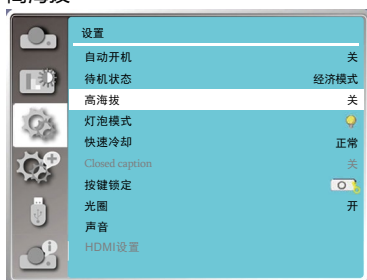 高海拔
设置
自动开机 关
待机状态 经济模式
高海拔 关
灯泡模式
快速冷却 正常
Closed caption 关
按键锁定
光圈 开
声音
HDMI设置